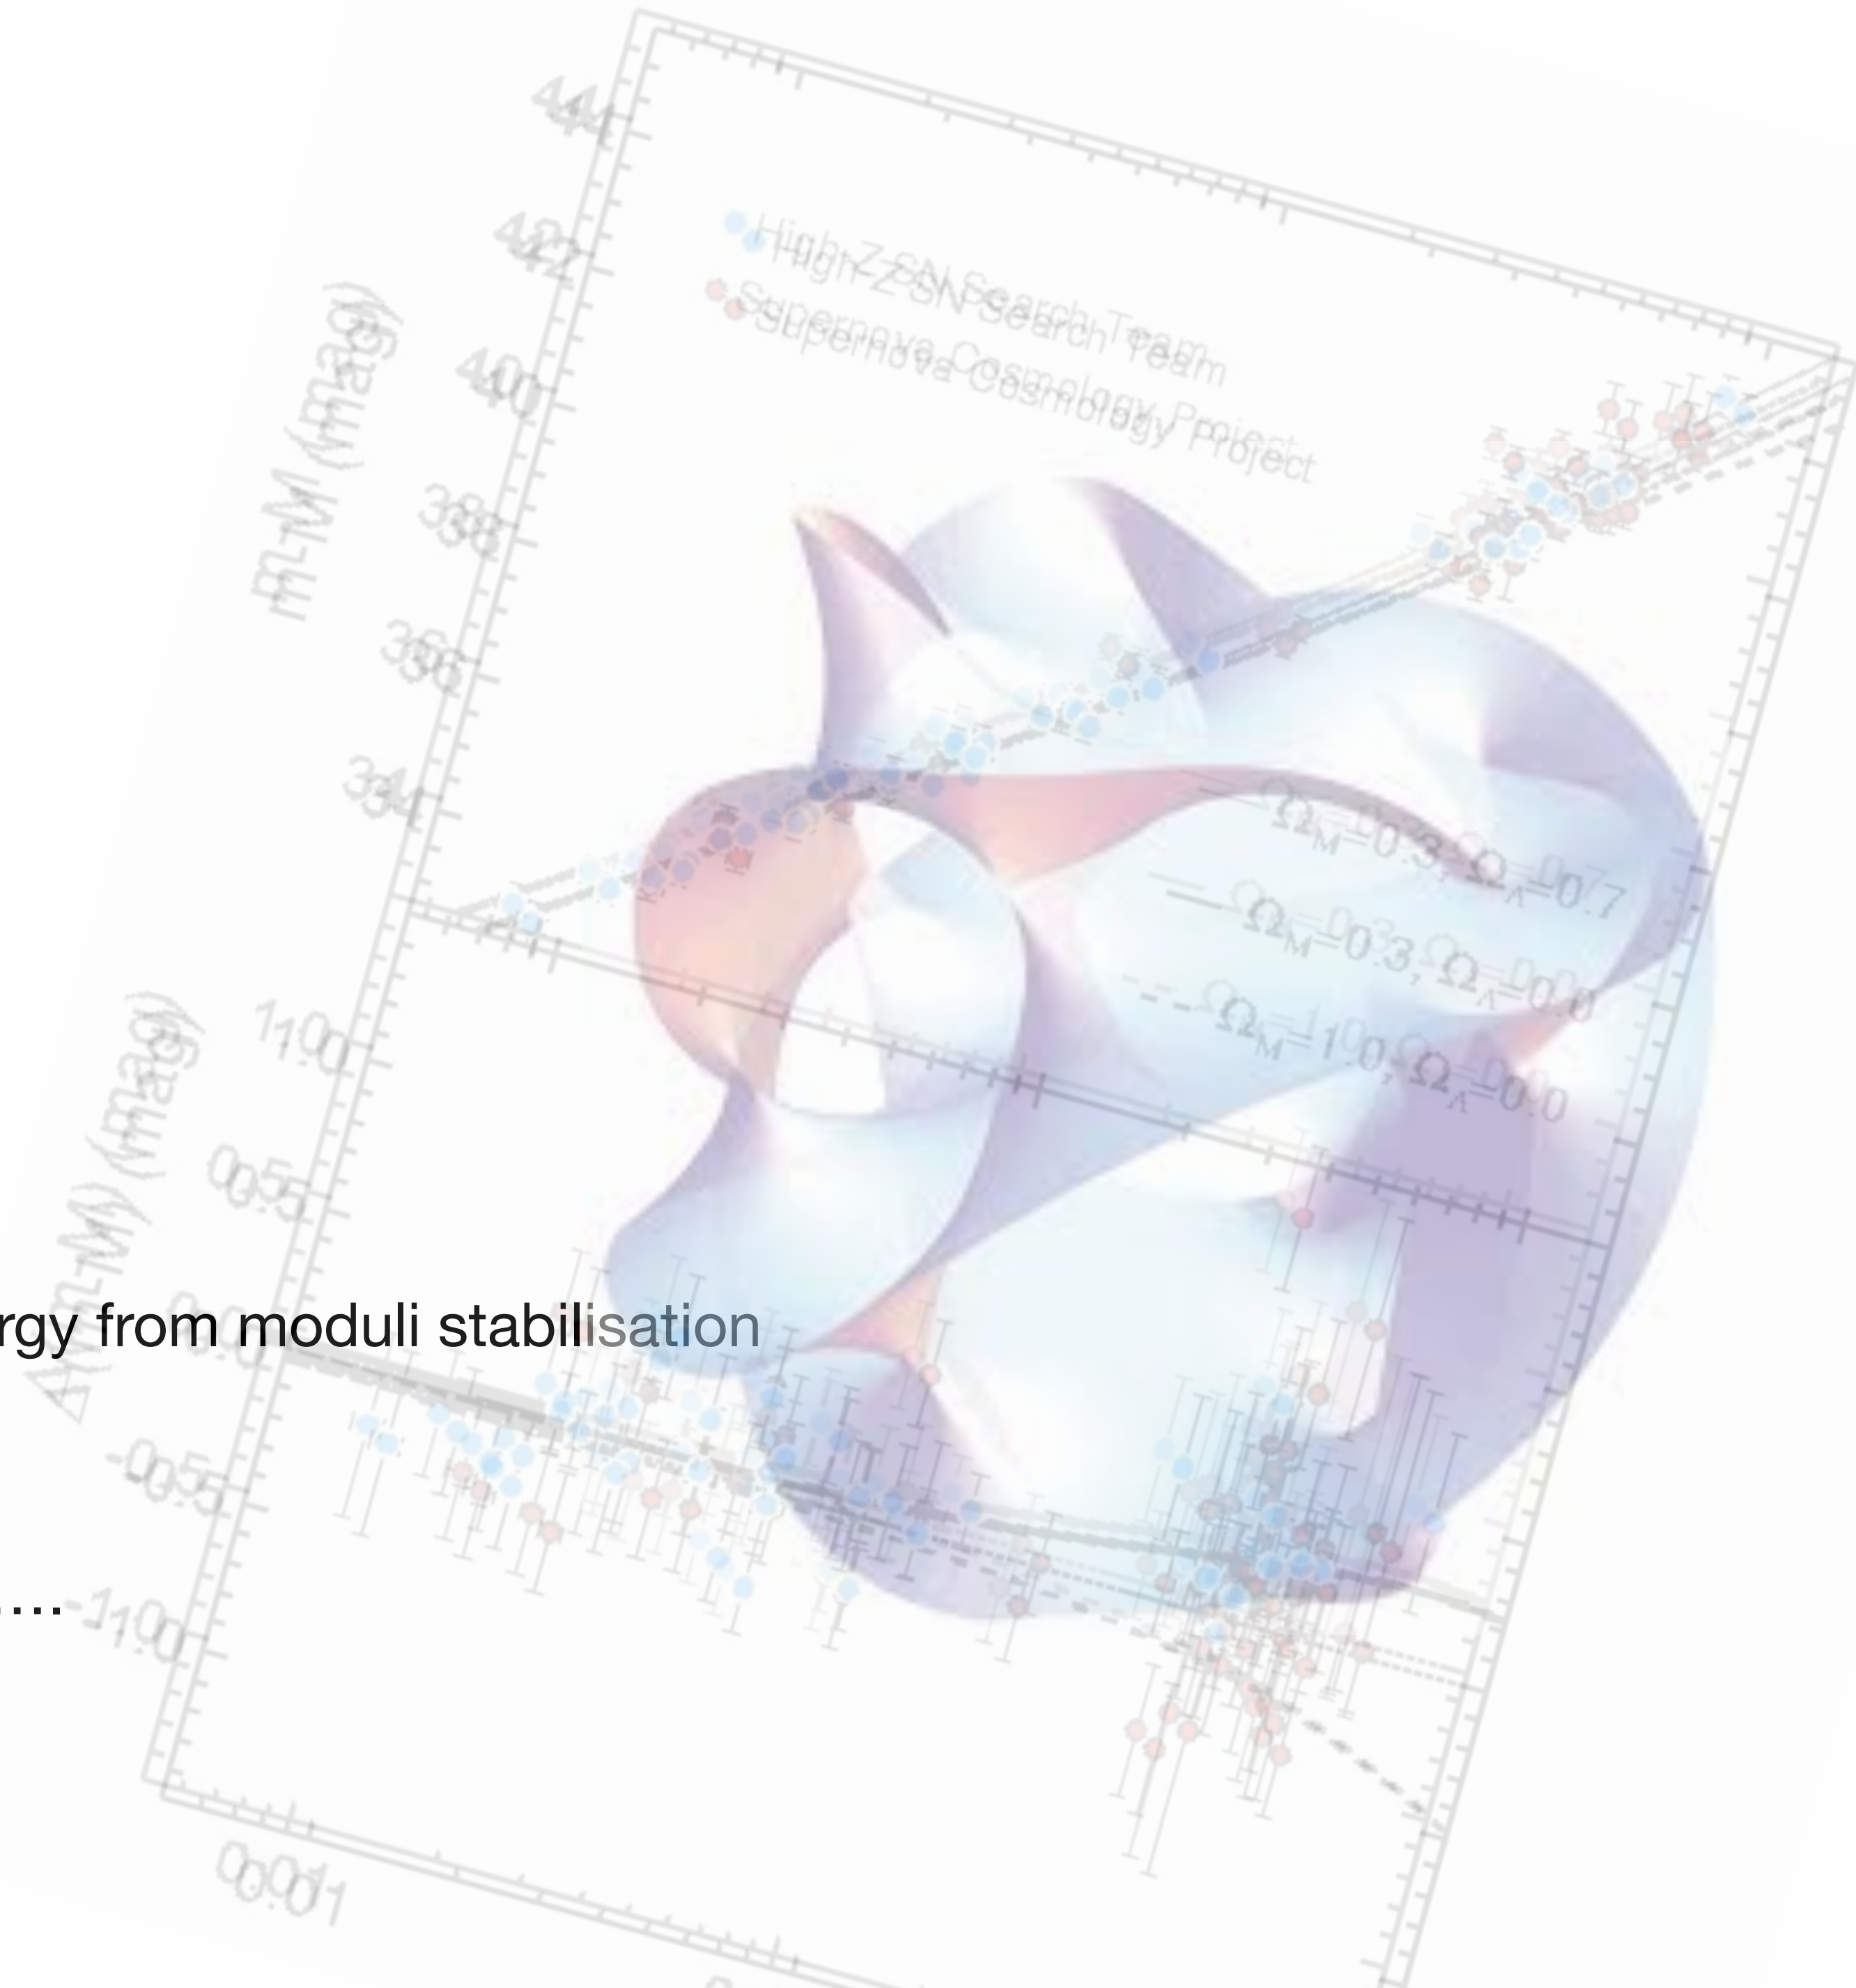 44
High-Z SN Search Team
42
Supernova Cosmology Project
40
m-M (mag)
38
36
34
Ω_M=0.3, Ω_Λ=0.7
Ω_M=0.3, Ω_Λ=0.0
Ω_M=1.0, Ω_Λ=0.0
1.0
Δ(m-M) (mag)
0.5
rgy from moduli stabilisation
0.0
-0.5
....
-1.0
0.01